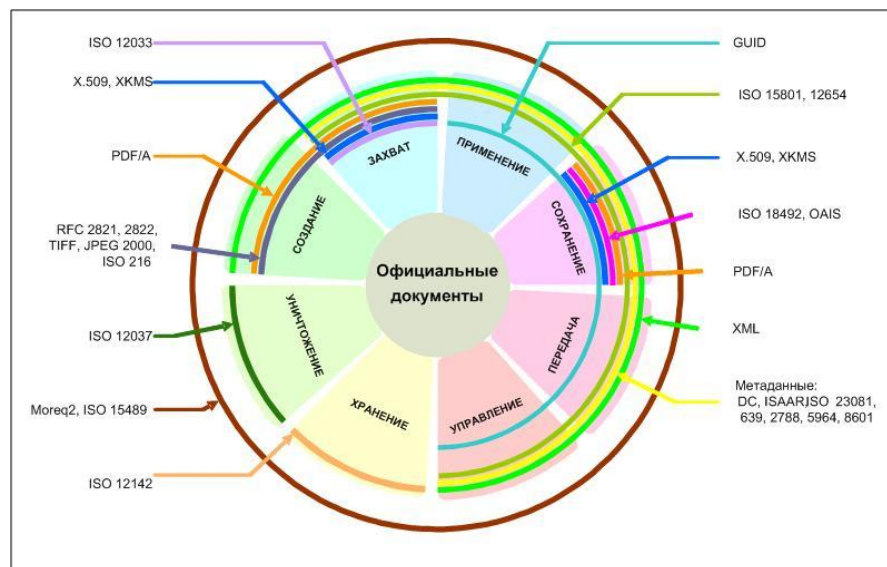 ISO 12033
X.509, XKMS
PDF/A
RFC 2821, 2822,
TIFF, JPEG 2000,
ISO 216
ISO 12037
Moreq2, ISO 15489
ISO 12142
ЗАХВАТ
ПРИМЕНЕНИЕ
СОЗДАНИЕ
СОХРАНЕНИЕ
Официальные
документы
УНИЧТОЖЕНИЕ
ПЕРЕДАЧА
ХРАНЕНИЕ
УПРАВЛЕНИЕ
GUID
ISO 15801, 12654
X.509, XKMS
ISO 18492, OAIS
PDF/A
XML
Метаданные:
DC, ISAAR,ISO 23081,
639, 2788, 5964, 8601